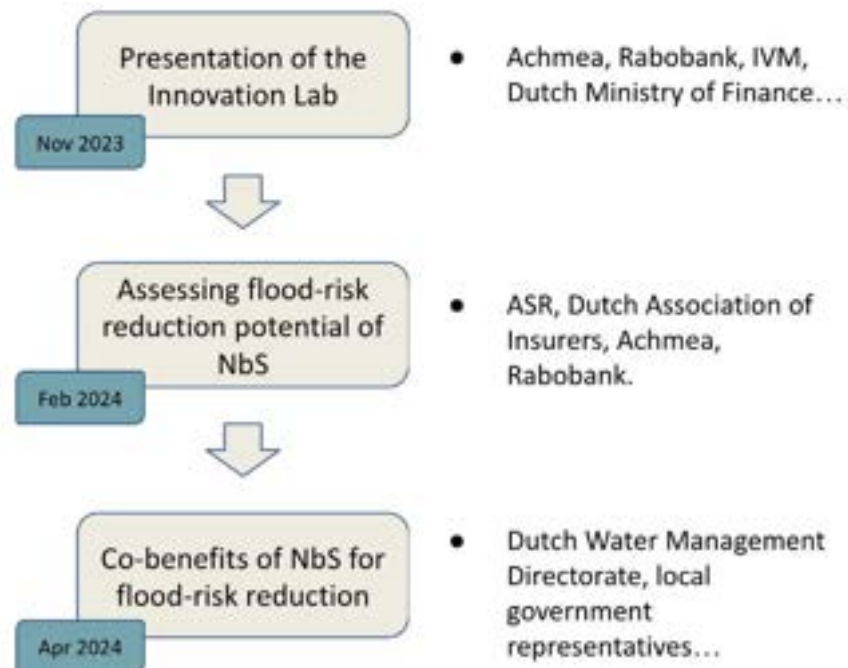 Presentation of the
Innovation Lab
Nov 2023
● Achmea, Rabobank, IVM,
Dutch Ministry of Finance…
Assessing flood-risk
reduction potential of
NbS
Feb 2024
● ASR, Dutch Association of
Insurers, Achmea,
Rabobank.
Co-benefits of NbS for
flood-risk reduction
Apr 2024
● Dutch Water Management
Directorate, local
government
representatives…